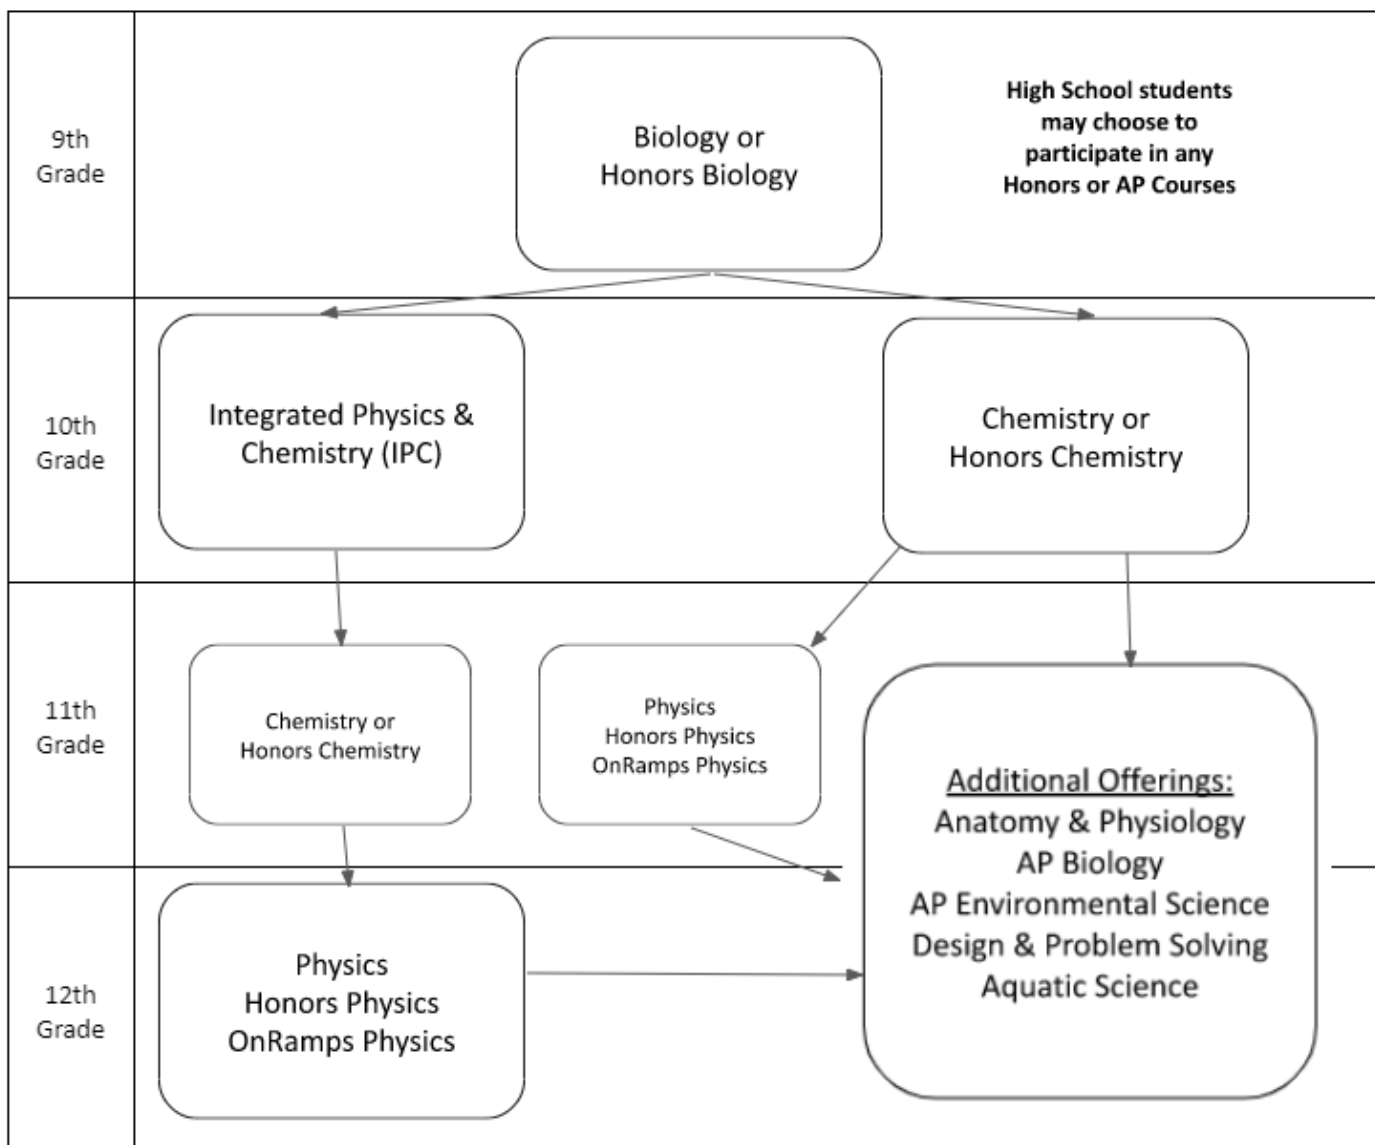 9th
Grade
Biology or
Honors Biology
High School students
may choose to
participate in any
Honors or AP Courses
10th
Grade
Integrated Physics &
Chemistry (IPC)
Chemistry or
Honors Chemistry
11th
Grade
Chemistry or
Honors Chemistry
Physics
Honors Physics
OnRamps Physics
Additional Offerings:
Anatomy & Physiology
AP Biology
AP Environmental Science
Design & Problem Solving
Aquatic Science
12th
Grade
Physics
Honors Physics
OnRamps Physics